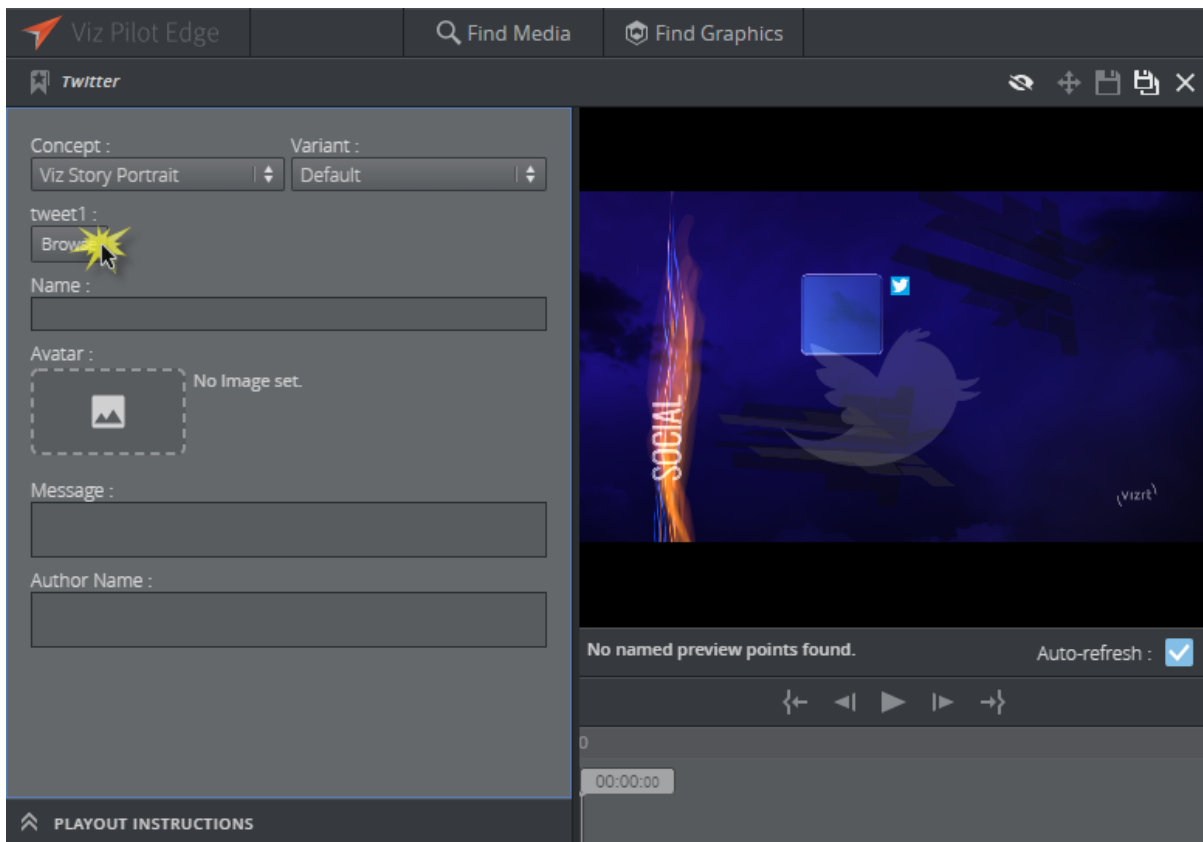 Viz Pilot Edge
Find Media
Find Graphics
Twitter
Concept :
Variant :
Viz Story Portrait
Default
tweet1 :
Browse
Name :
Avatar :
No Image set.
Message :
Author Name :
SOCIAL
(vizrt)
No named preview points found.
Auto-refresh :
0
00:00:00
PLAYOUT INSTRUCTIONS